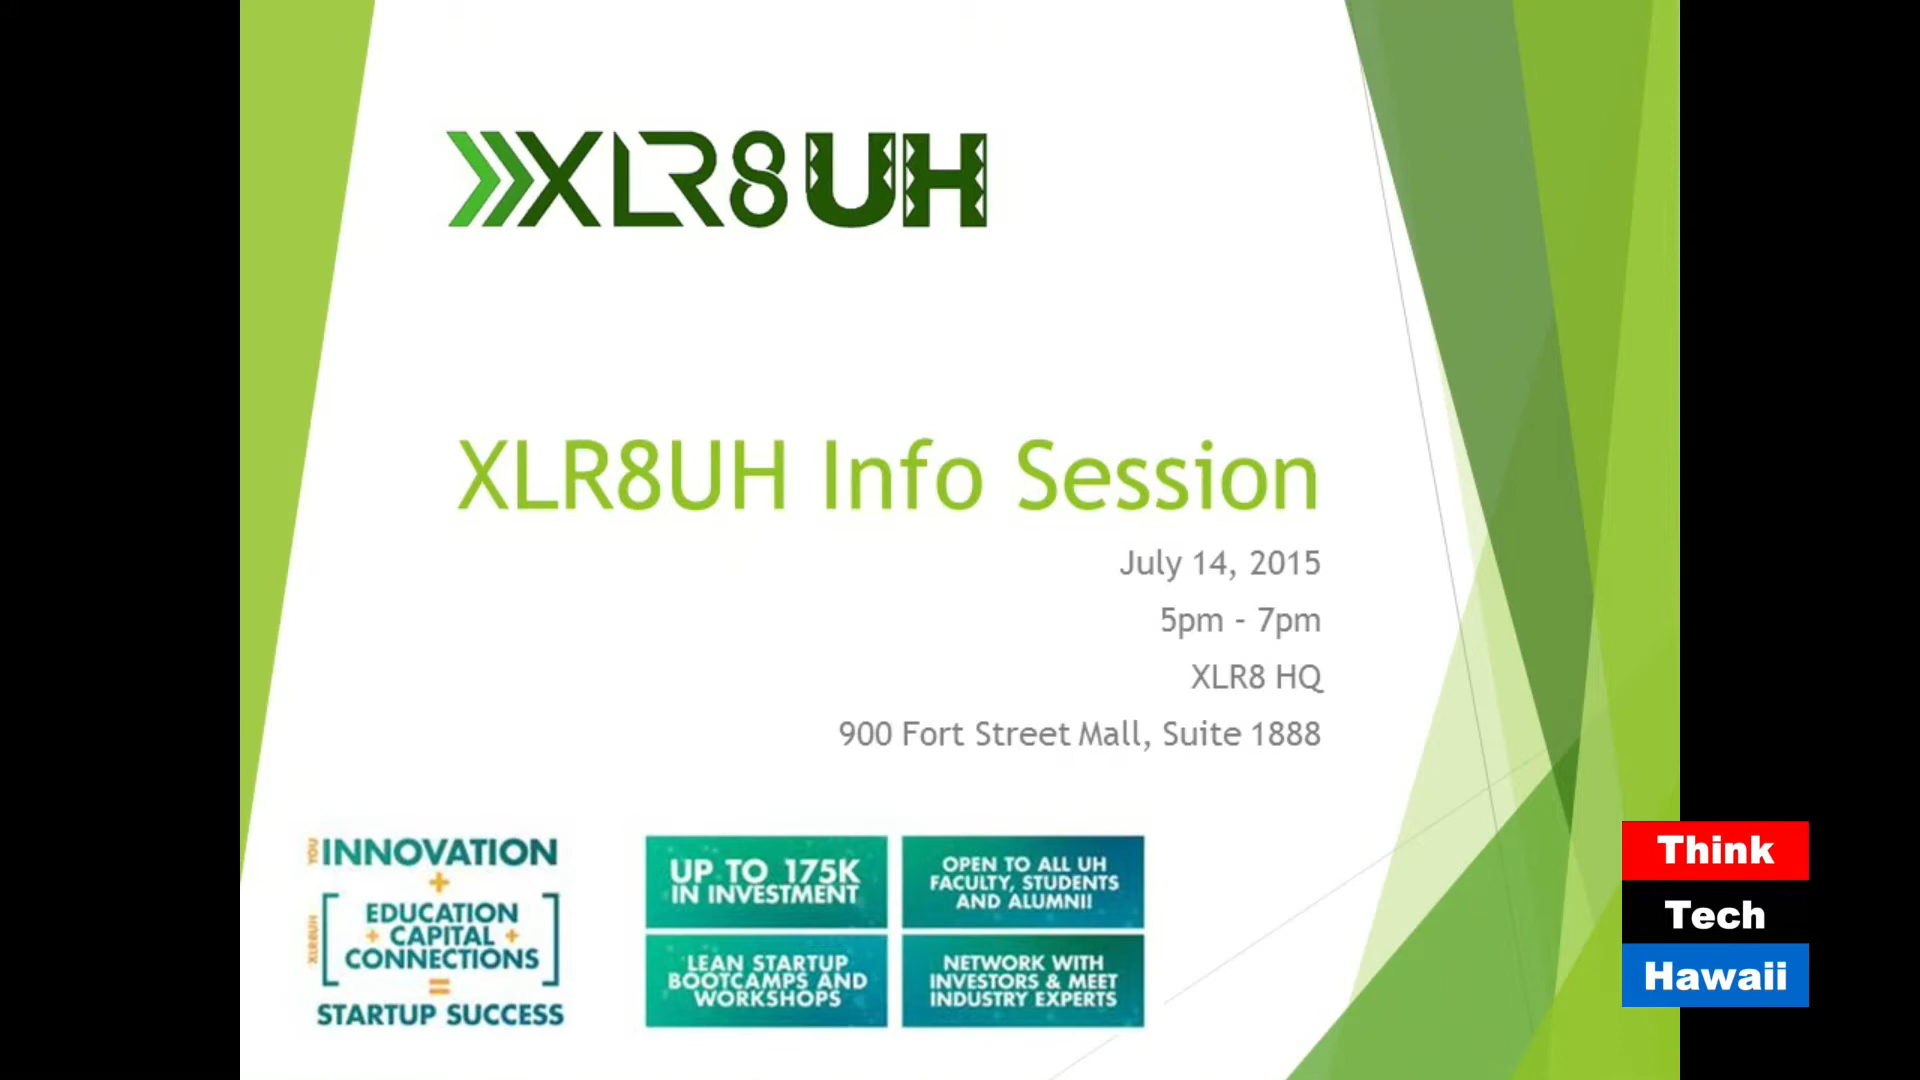 XLR8UH
XLR8UH Info Session
July 14, 2015
5pm - 7pm
XLR8 HQ
900 Fort Street Mall, Suite 1888
YOU
INNOVATION
+
XLR8UH
EDUCATION
+ CAPITAL +
CONNECTIONS
=
STARTUP SUCCESS
UP TO 175K
IN INVESTMENT
OPEN TO ALL UH
FACULTY, STUDENTS
AND ALUMNI!
LEAN STARTUP
BOOTCAMPS AND
WORKSHOPS
NETWORK WITH
INVESTORS & MEET
INDUSTRY EXPERTS
Think
Tech
Hawaii